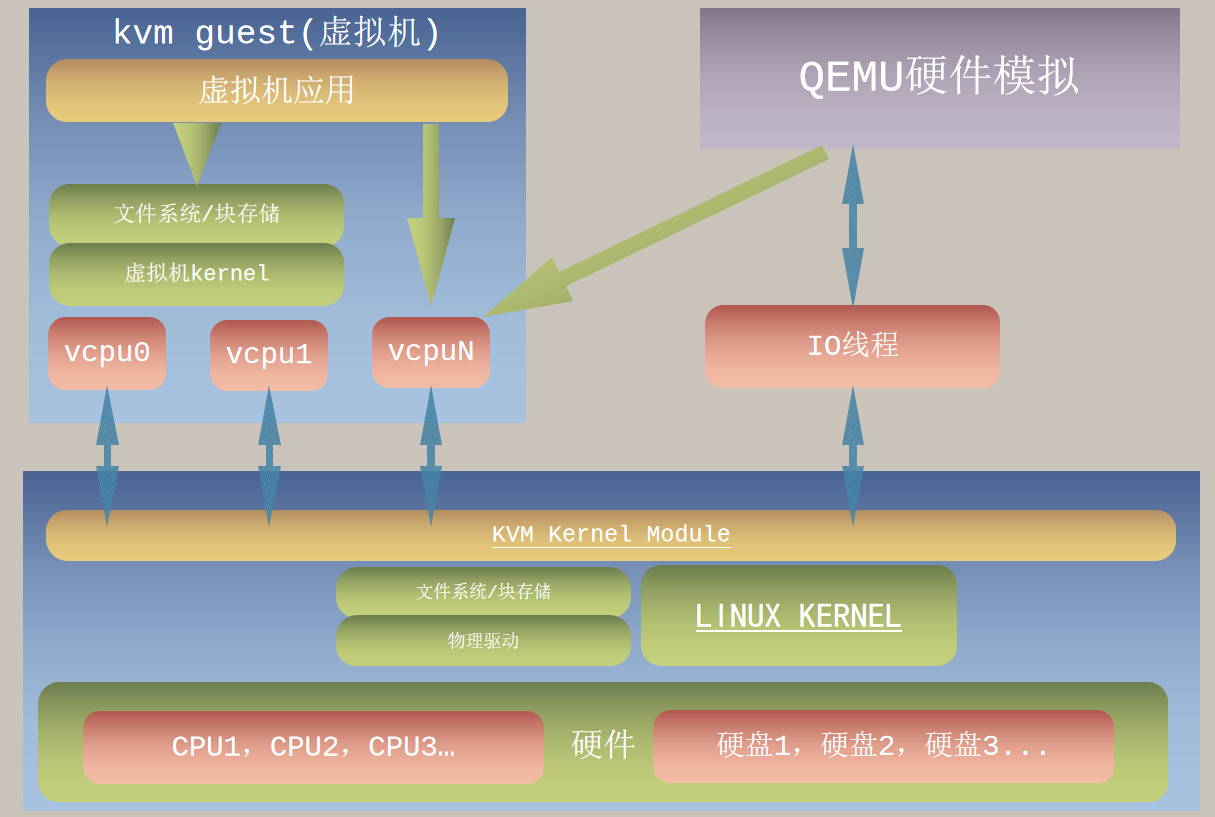 kvm guest(虚拟机)
虚拟机应用
文件系统/块存储
虚拟机kernel
vcpu0
vcpu1
vcpuN
QEMU硬件模拟
IO线程
KVM Kernel Module
文件系统/块存储
物理驱动
LINUX KERNEL
CPU1，CPU2，CPU3…
硬件
硬盘1，硬盘2，硬盘3...